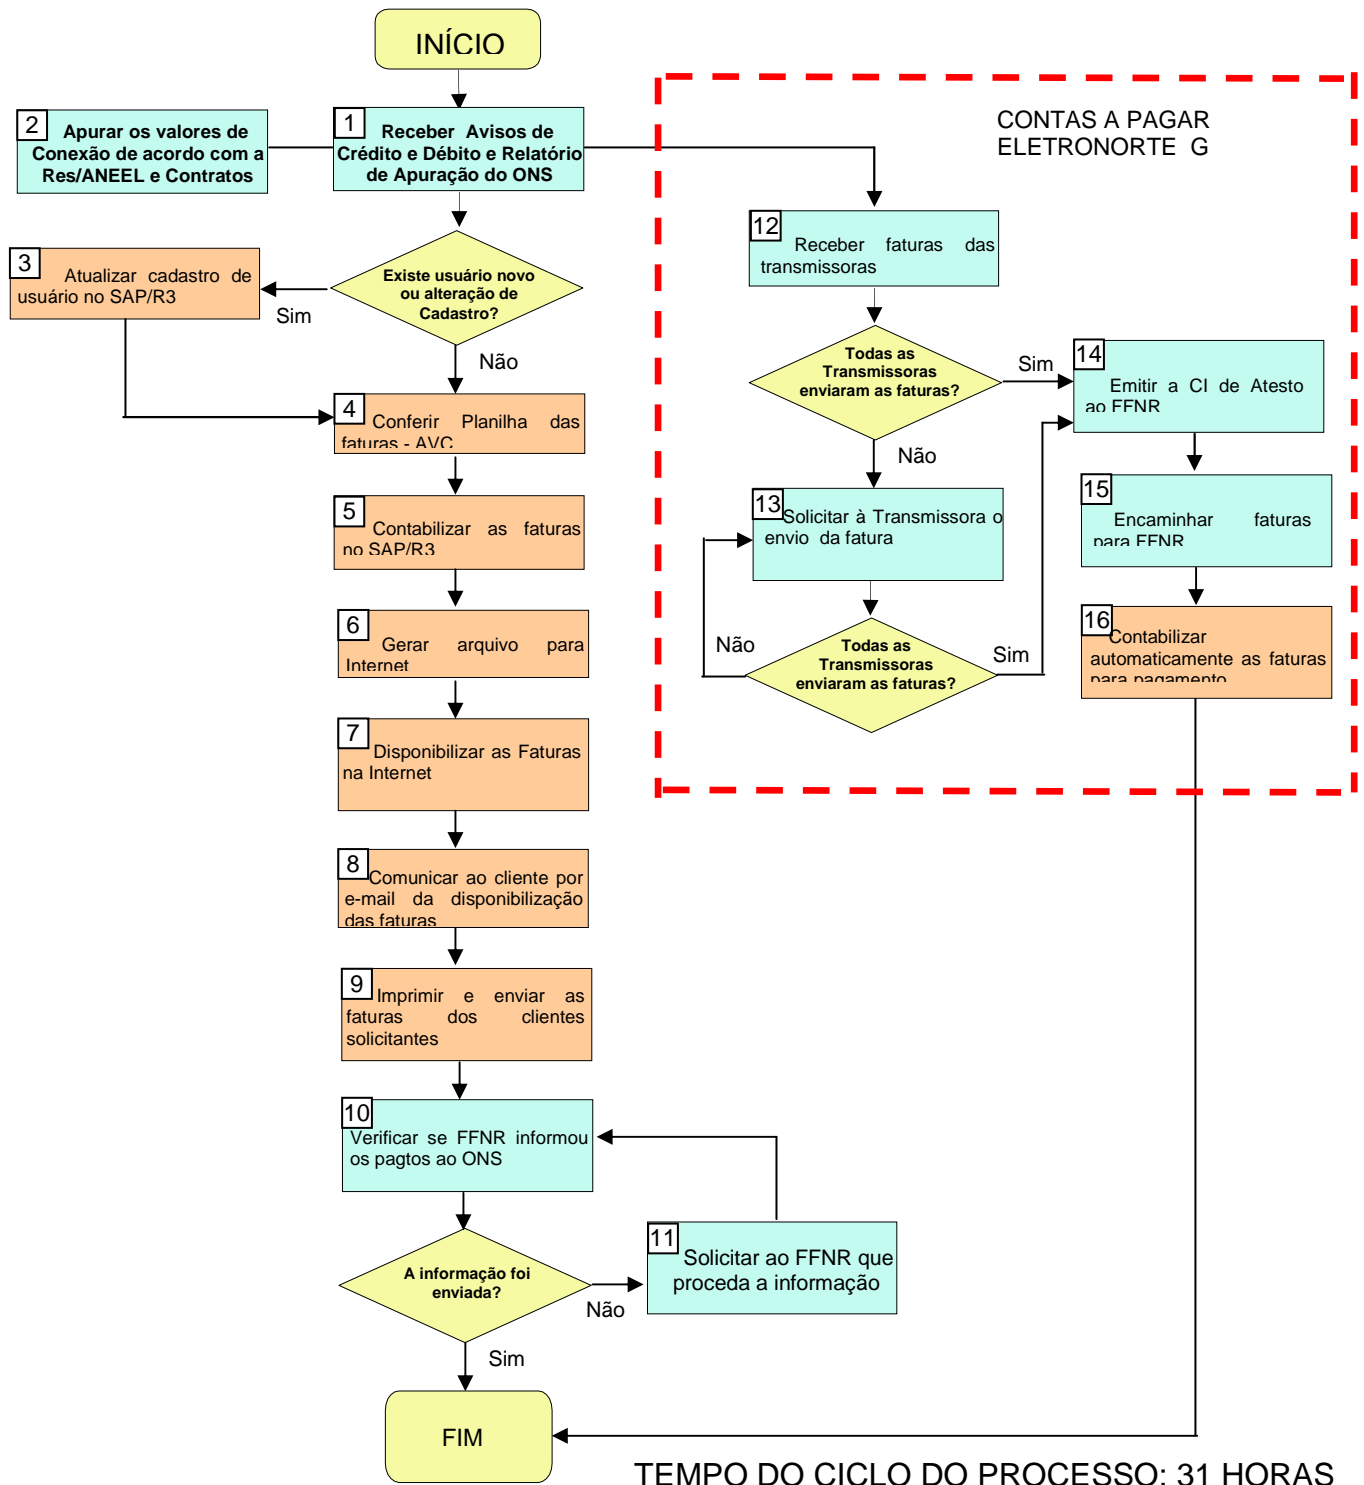 INÍCIO
CONTAS A PAGAR
ELETRONORTE G
2
Apurar os valores de
Conexão de acordo com a
Res/ANEEL e Contratos
1
Receber Avisos de
Crédito e Débito e Relatório
de Apuração do ONS
12
Receber faturas das
transmissoras
3
Atualizar cadastro de
usuário no SAP/R3
Sim
Existe usuário novo
ou alteração de
Cadastro?
Não
Todas as
Transmissoras
enviaram as faturas?
Sim
Não
14
Emitir a CI de Atesto
ao FFNR
4
Conferir Planilha das
faturas - AVC
13
Solicitar à Transmissora o
envio da fatura
15
Encaminhar faturas
para FFNR
5
Contabilizar as faturas
no SAP/R3
6
Gerar arquivo para
Internet
Não
Todas as
Transmissoras
enviaram as faturas?
Sim
16
Contabilizar
automaticamente as faturas
para pagamento
7
Disponibilizar as Faturas
na Internet
8
Comunicar ao cliente por
e-mail da disponibilização
das faturas
9
Imprimir e enviar as
faturas dos clientes
solicitantes
10
Verificar se FFNR informou
os pagtos ao ONS
11
Solicitar ao FFNR que
proceda a informação
A informação foi
enviada?
Não
Sim
FIM
TEMPO DO CICLO DO PROCESSO: 31 HORAS